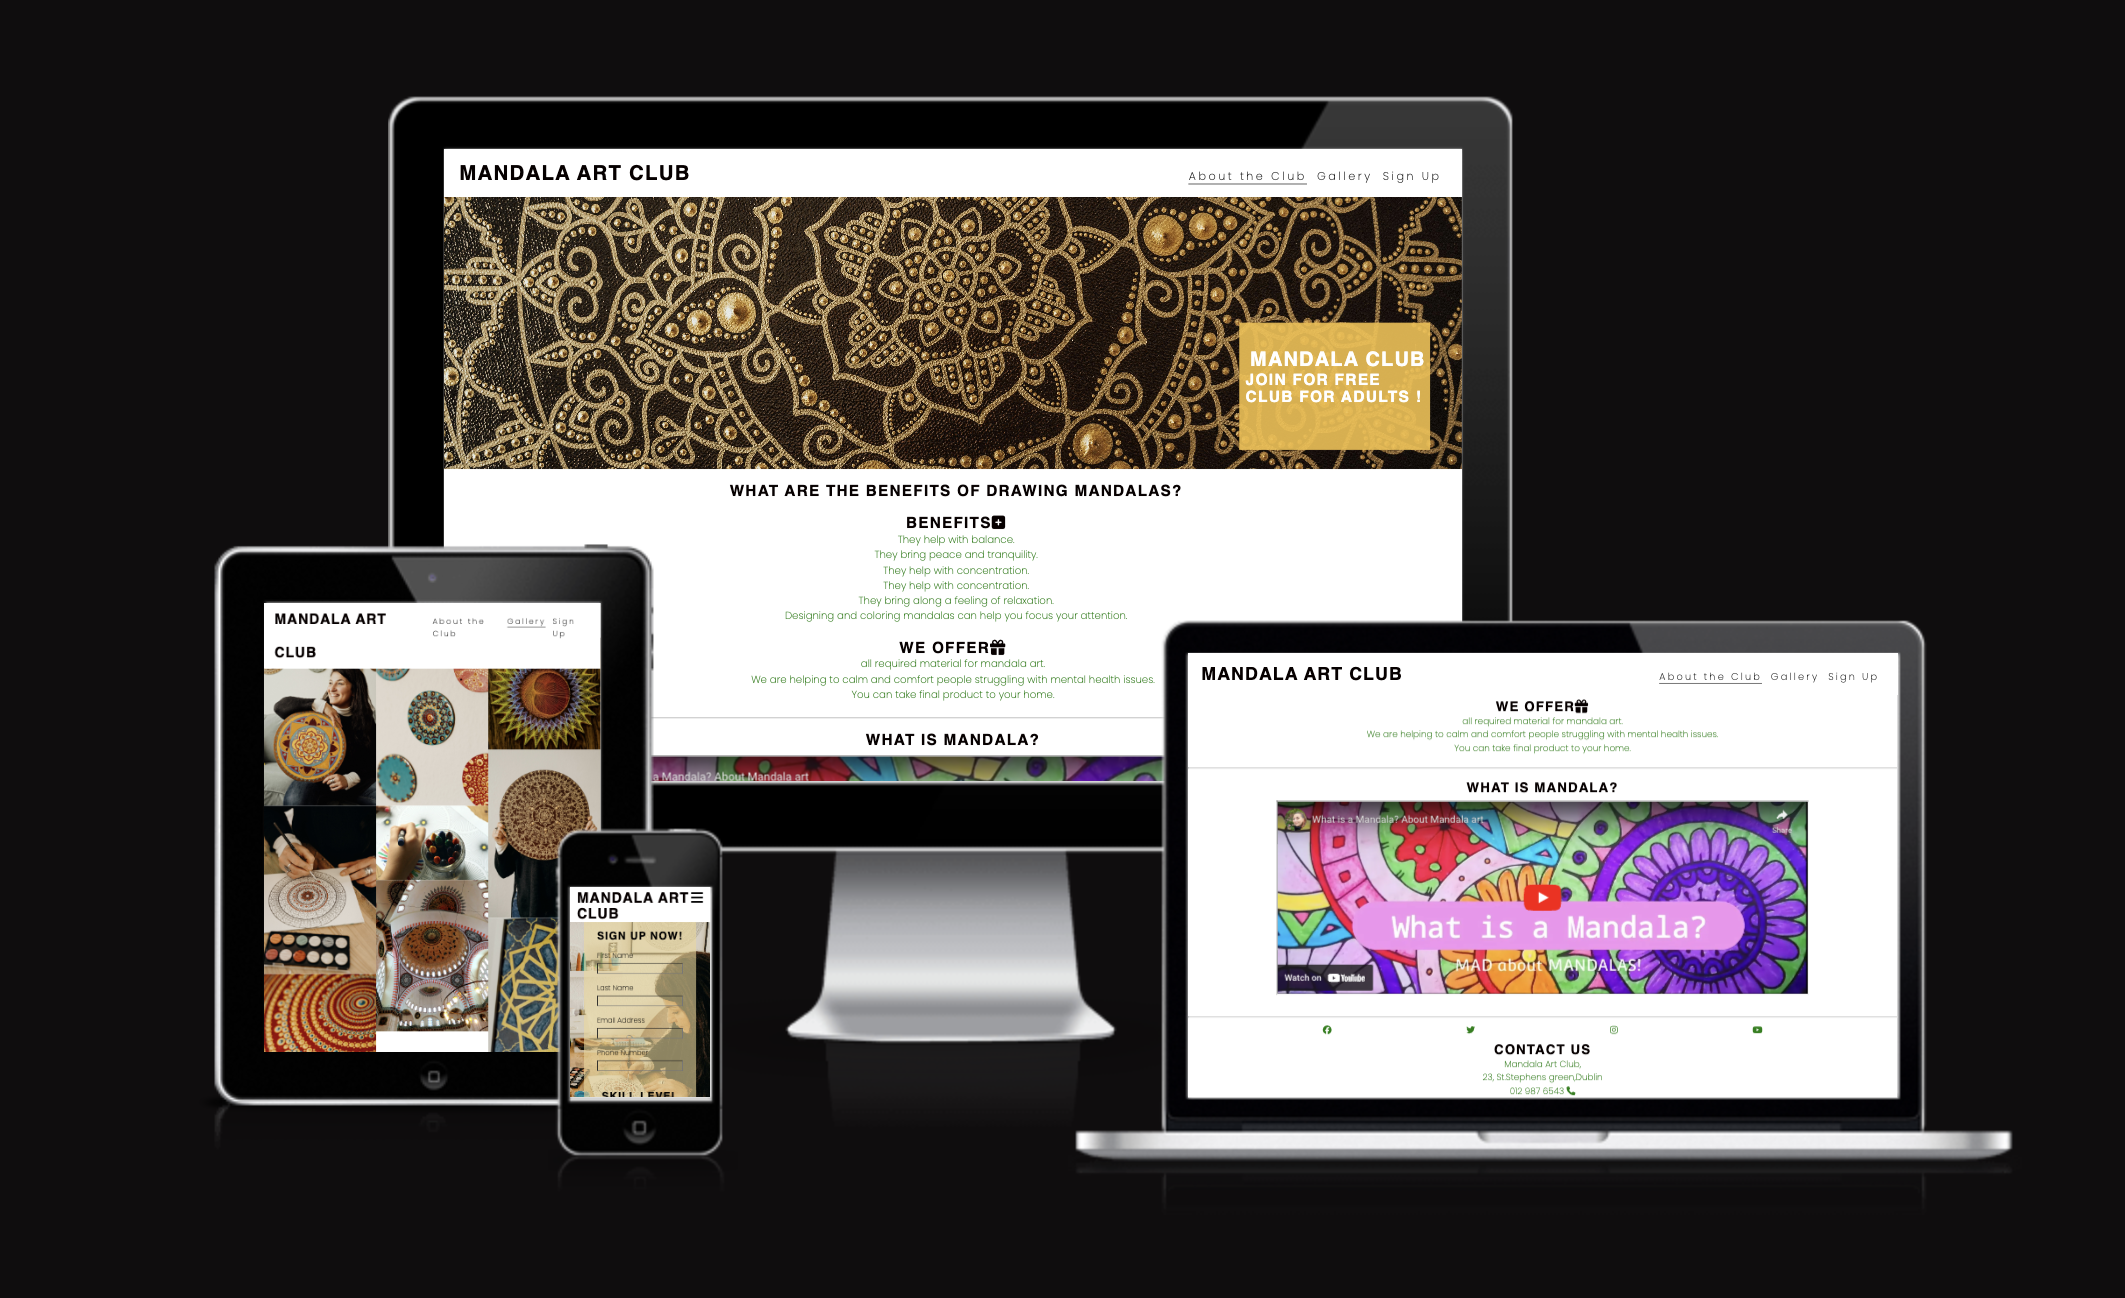 MANDALA ART CLUB
About the Club Gallery Sign Up
MANDALA CLUB
JOIN FOR FREE
CLUB FOR ADULTS !
WHAT ARE THE BENEFITS OF DRAWING MANDALAS?
BENEFITS
They help with balance.
They bring peace and tranquility.
They help with concentration.
They help with concentration.
They bring along a feeling of relaxation.
Designing and coloring mandalas can help you focus your attention.
WE OFFER
all required material for mandala art.
We are helping to calm and comfort people struggling with mental health issues.
You can take final product to your home.
WHAT IS MANDALA?
a Mandala? About Mandala art
MANDALA ART
CLUB
About the
Club
Gallery
Sign
Up
MANDALA ART
CLUB
SIGN UP NOW!
First Name
Last Name
Email Address
Phone Number
SKILL LEVEL
MANDALA ART CLUB
About the Club Gallery Sign Up
WE OFFER
all required material for mandala art.
We are helping to calm and comfort people struggling with mental health issues.
You can take final product to your home.
WHAT IS MANDALA?
What is a Mandala? About Mandala art
Share
What is a Mandala?
MAD about MANDALAS!
Watch on YouTube
CONTACT US
Mandala Art Club,
23, St.Stephens green,Dublin
012 987 6543